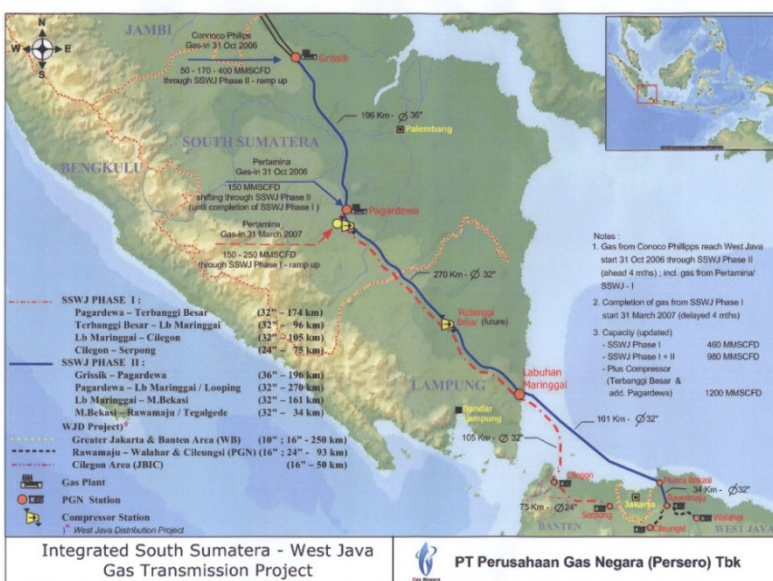 JAMBI
Connoco Philips
Gas-in 31 Oct 2006
50 - 170 - 400 MMSCFD
through SSWJ Phase II - ramp up
Grissik
N
W E
S
196 Km - Ø 36"
Palembang
SOUTH SUMATERA
BENGKULU
Pertamina
Gas-in 31 Oct 2006
150 MMSCFD
shifting through SSWJ Phase II
(until completion of SSWJ Phase I )
Pagardewa
Pertamina
Gas-in 31 March 2007
150 - 250 MMSCFD
through SSWJ Phase I - ramp up
270 Km - Ø 32"
Notes :
1. Gas from Conoco Phillipps reach West Java
start 31 Oct 2006 through SSWJ Phase II
(ahead 4 mths) ; incl. gas from Pertamina/
SSWJ - I
2. Completion of gas from SSWJ Phase I
start 31 March 2007 (delayed 4 mths)
3. Capacity (updated)
- SSWJ Phase I 460 MMSCFD
- SSWJ Phase I + II 980 MMSCFD
- Plus Compressor
(Terbanggi Besar &
add. Pagardewa) 1200 MMSCFD
Besar (future)
LAMPUNG
Labuhan
Maringgai
Bandar
Lampung
161 Km - Ø 32"
105 Km - Ø 32"
Cilegon
Muara Bekasi
34 Km - Ø 32"
Jakarta
Rawamaju
75 Km - Ø 24"
Serpong
Cileungsi
Walahar
BANTEN
WEST JAVA
SSWJ PHASE I :
Pagardewa – Terbanggi Besar (32" – 174 km)
Terbanggi Besar – Lb Maringgai (32" – 96 km)
Lb Maringgai – Cilegon (32" – 105 km)
Cilegon – Serpong (24" – 75 km)
SSWJ PHASE II :
Grissik – Pagardewa (36" – 196 km)
Pagardewa – Lb Maringgai / Looping (32" – 270 km)
Lb Maringgai – M.Bekasi (32" – 161 km)
M.Bekasi – Rawamaju / Tegalgede (32" – 34 km)
WJD Project)*
Greater Jakarta & Banten Area (WB) (10" ; 16" - 250 km)
Rawamaju – Walahar & Cileungsi (PGN) (16" ; 24" - 93 km)
Cilegon Area (JBIC) (16" – 50 km)
Gas Plant
PGN Station
Compressor Station
)* West Java Distribution Project
Integrated South Sumatera - West Java
Gas Transmission Project
Gas Negara
PT Perusahaan Gas Negara (Persero) Tbk